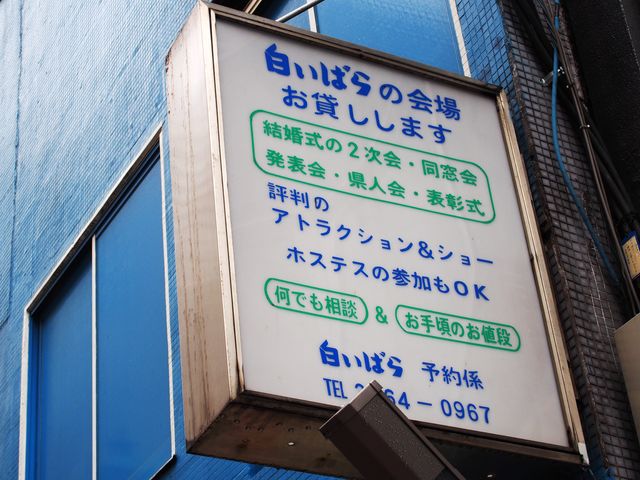 白いばらの会場
お貸しします
結婚式の2次会・同窓会
発表会・県人会・表彰式
評判の
アトラクション&ショー
ホステスの参加もOK
何でも相談 & お手頃のお値段
白いばら 予約係
TEL 64-0967